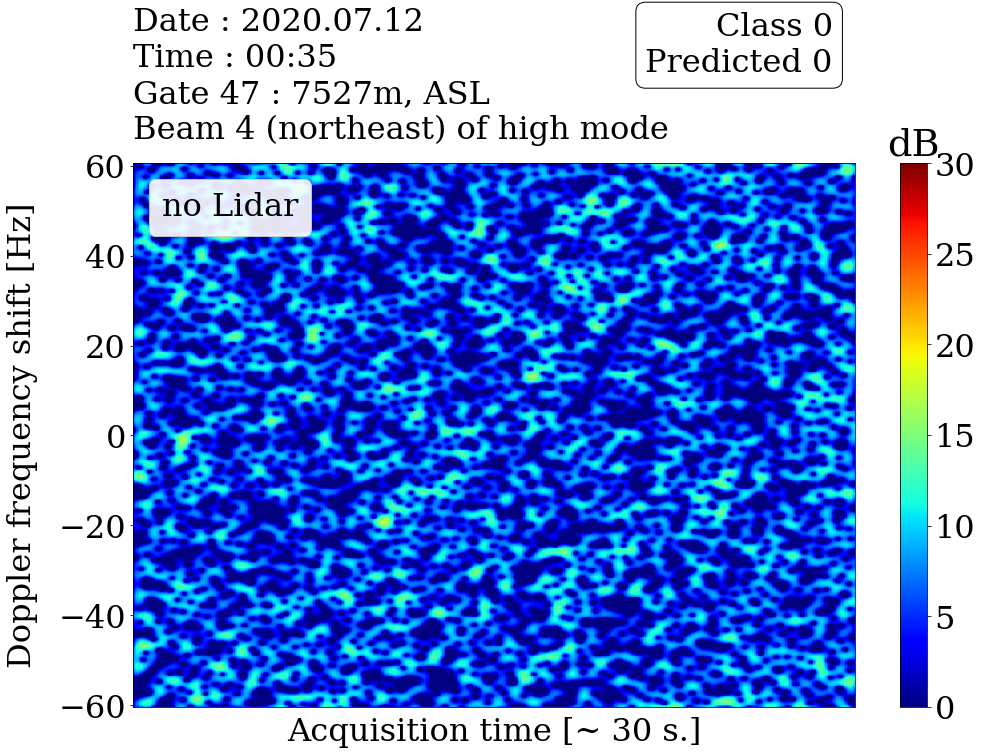 Date : 2020.07.12
Time : 00:35
Gate 47 : 7527m, ASL
Beam 4 (northeast) of high mode
Class 0
Predicted 0
dB
no Lidar
Doppler frequency shift [Hz]
60
40
20
0
−20
−40
−60
Acquisition time [~ 30 s.]
30
25
20
15
10
5
0